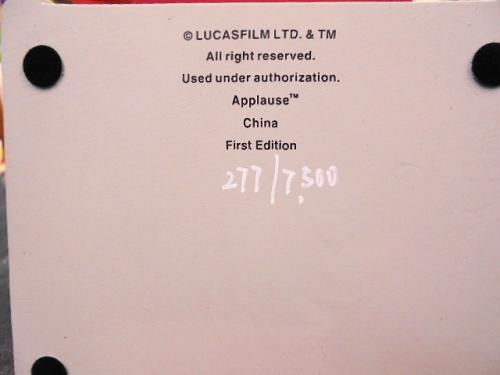 © LUCASFILM LTD. & TM
All right reserved.
Used under authorization.
Applause™
China
First Edition
277/7,500